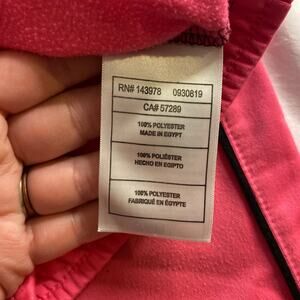 RN# 143978 0930819
CA# 57289
100% POLYESTER
MADE IN EGYPT
100% POLIÉSTER
HECHO EN EGIPTO
100% POLYESTER
FABRIQUÉ EN ÉGYPTE